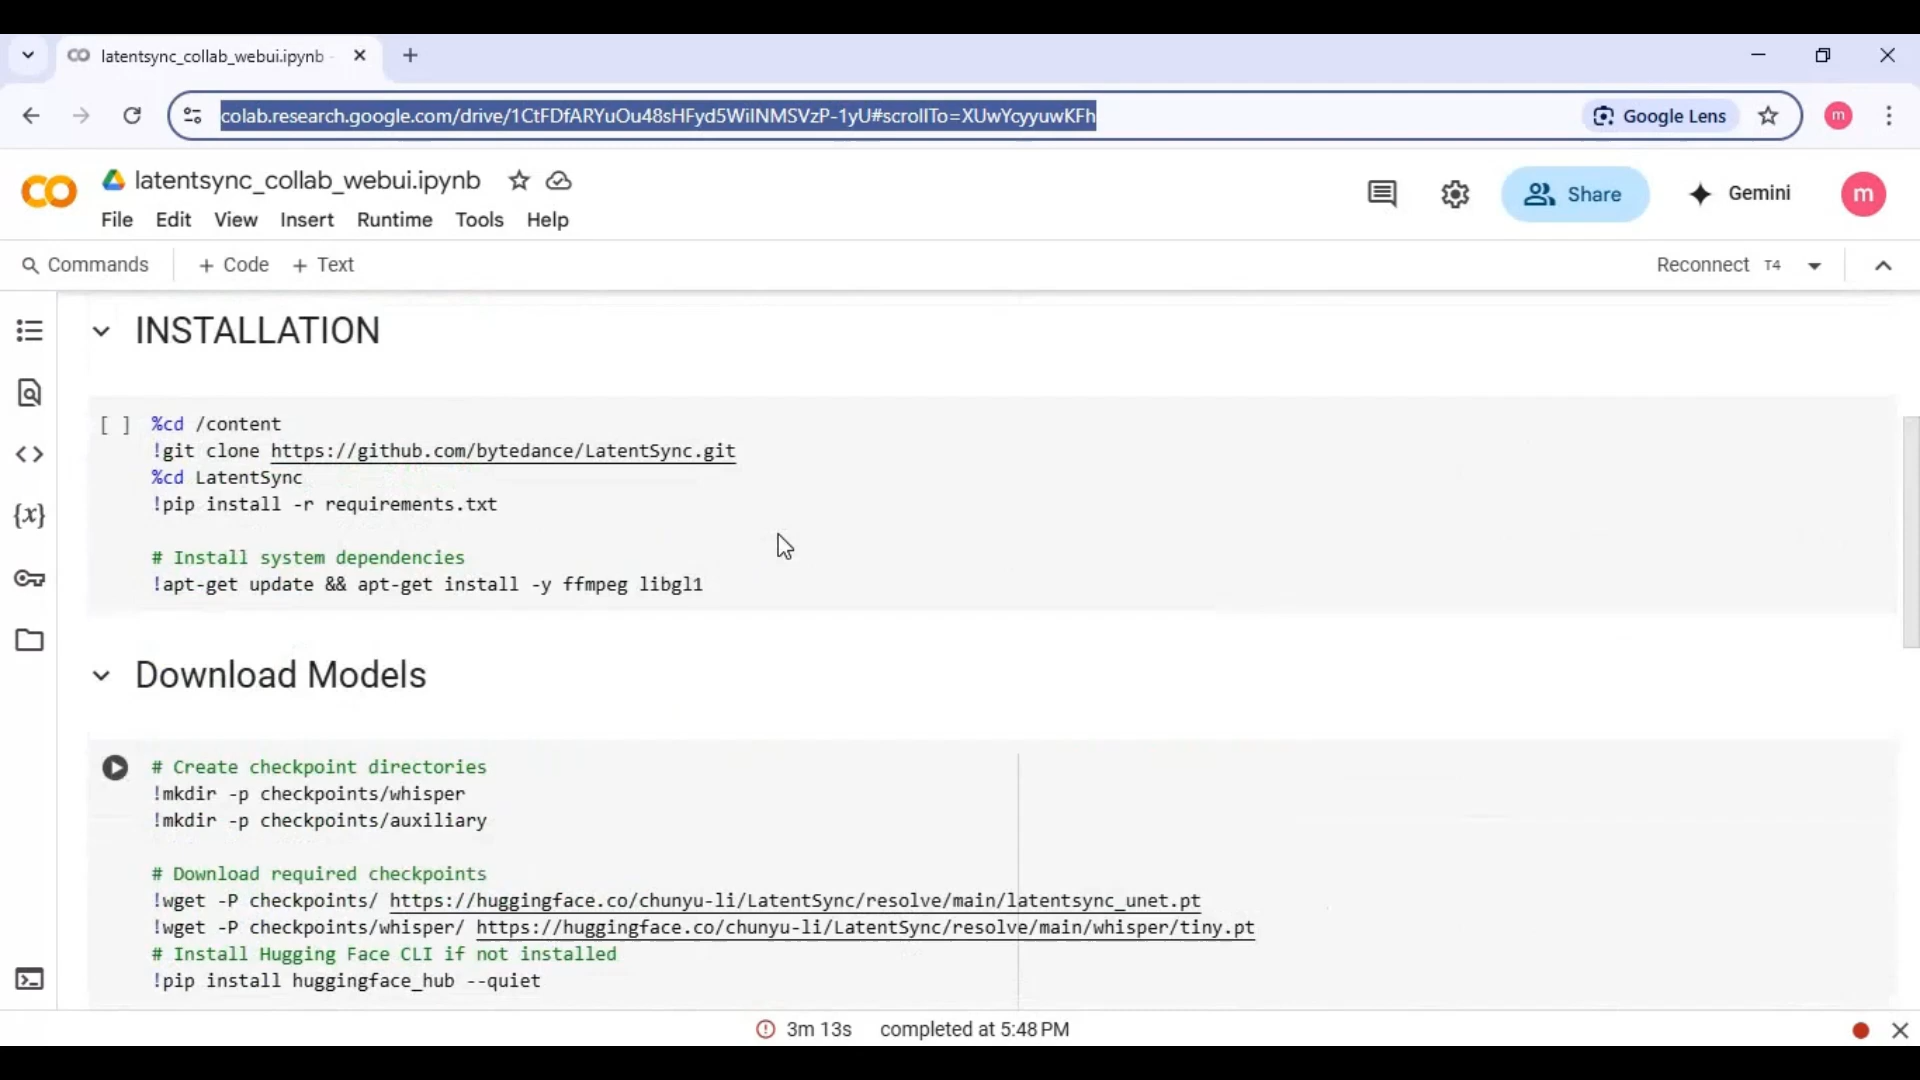 latentsync_collab_webui.ipynb
colab.research.google.com/drive/1CtFDfARYuOu48sHFyd5WilNMSVzP-1yU#scrollTo=XUwYcyyuwKFh
Google Lens
m
latentsync_collab_webui.ipynb
File Edit View Insert Runtime Tools Help
Share
Gemini
m
Commands + Code + Text
Reconnect T4
INSTALLATION
[ ] %cd /content
!git clone https://github.com/bytedance/LatentSync.git
%cd LatentSync
!pip install -r requirements.txt
# Install system dependencies
!apt-get update && apt-get install -y ffmpeg libgl1
Download Models
# Create checkpoint directories
!mkdir -p checkpoints/whisper
!mkdir -p checkpoints/auxiliary
# Download required checkpoints
!wget -P checkpoints/ https://huggingface.co/chunyu-li/LatentSync/resolve/main/latentsync_unet.pt
!wget -P checkpoints/whisper/ https://huggingface.co/chunyu-li/LatentSync/resolve/main/whisper/tiny.pt
# Install Hugging Face CLI if not installed
!pip install huggingface_hub --quiet
3m 13s completed at 5:48 PM